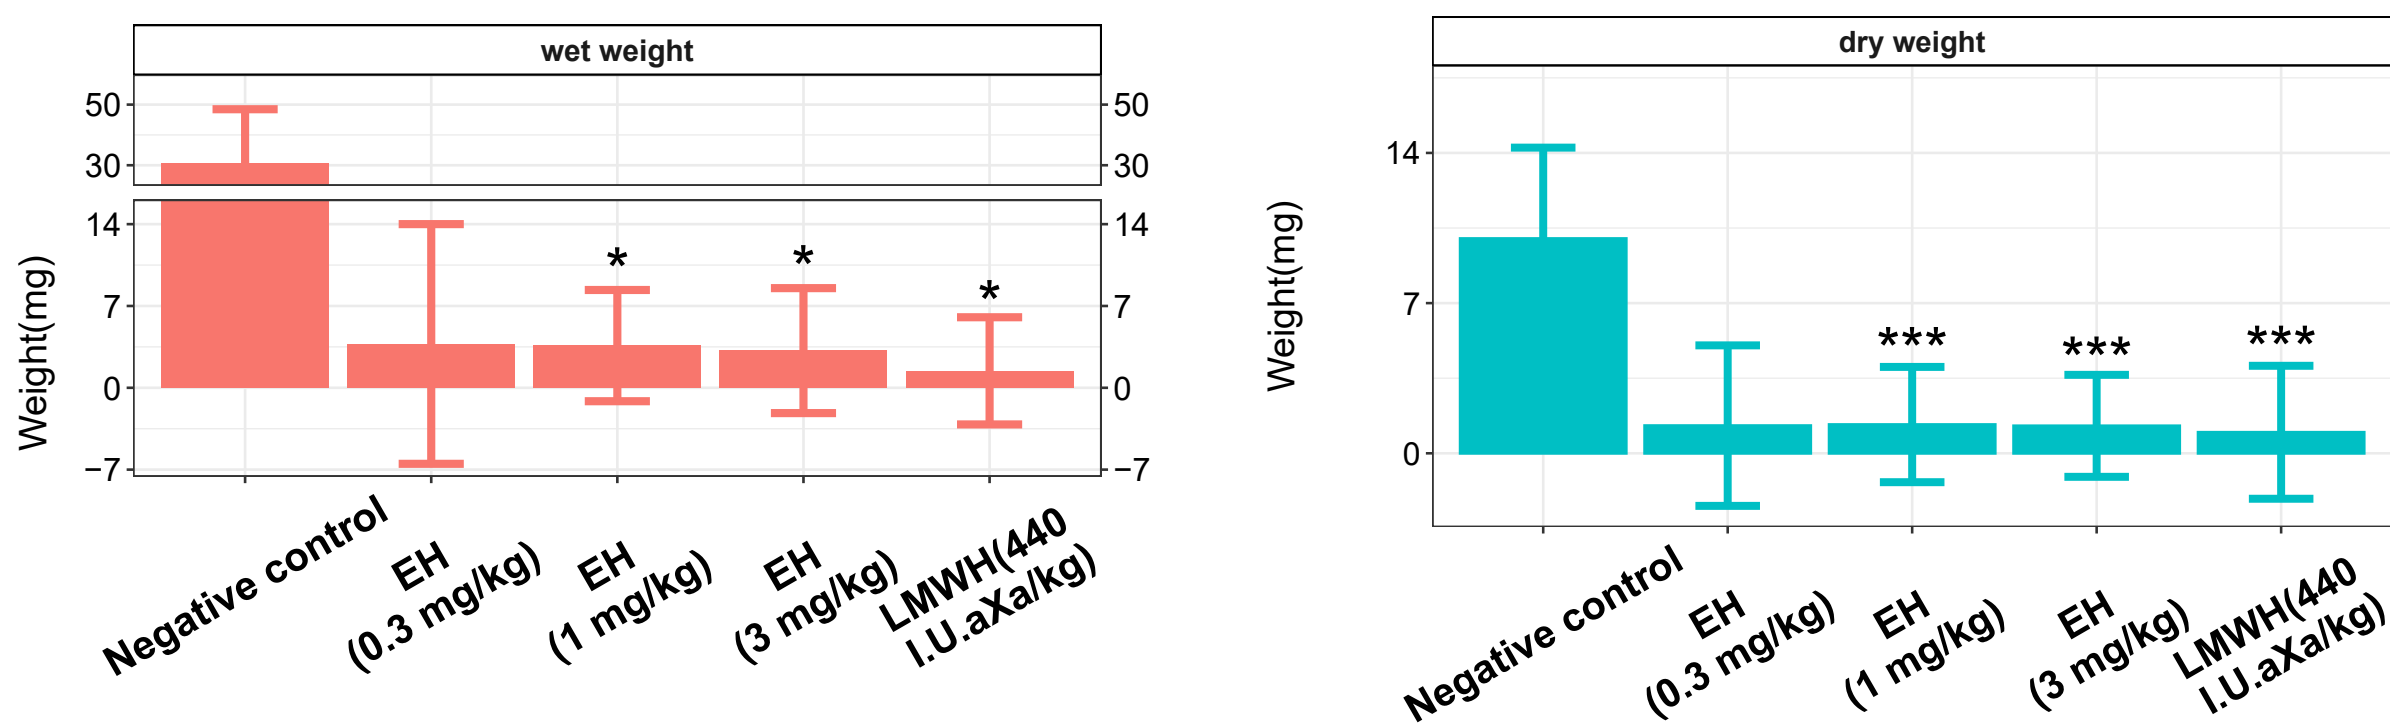 wet weight
50
50
30
30
14
14
7
7
0
0
−7
−7
Weight(mg)
*
*
*
Negative control
EH
(0.3 mg/kg)
EH
(1 mg/kg)
EH
(3 mg/kg)
LMWH(440
I.U.aXa/kg)
dry weight
14
7
0
Weight(mg)
***
***
***
Negative control
EH
(0.3 mg/kg)
EH
(1 mg/kg)
EH
(3 mg/kg)
LMWH(440
I.U.aXa/kg)